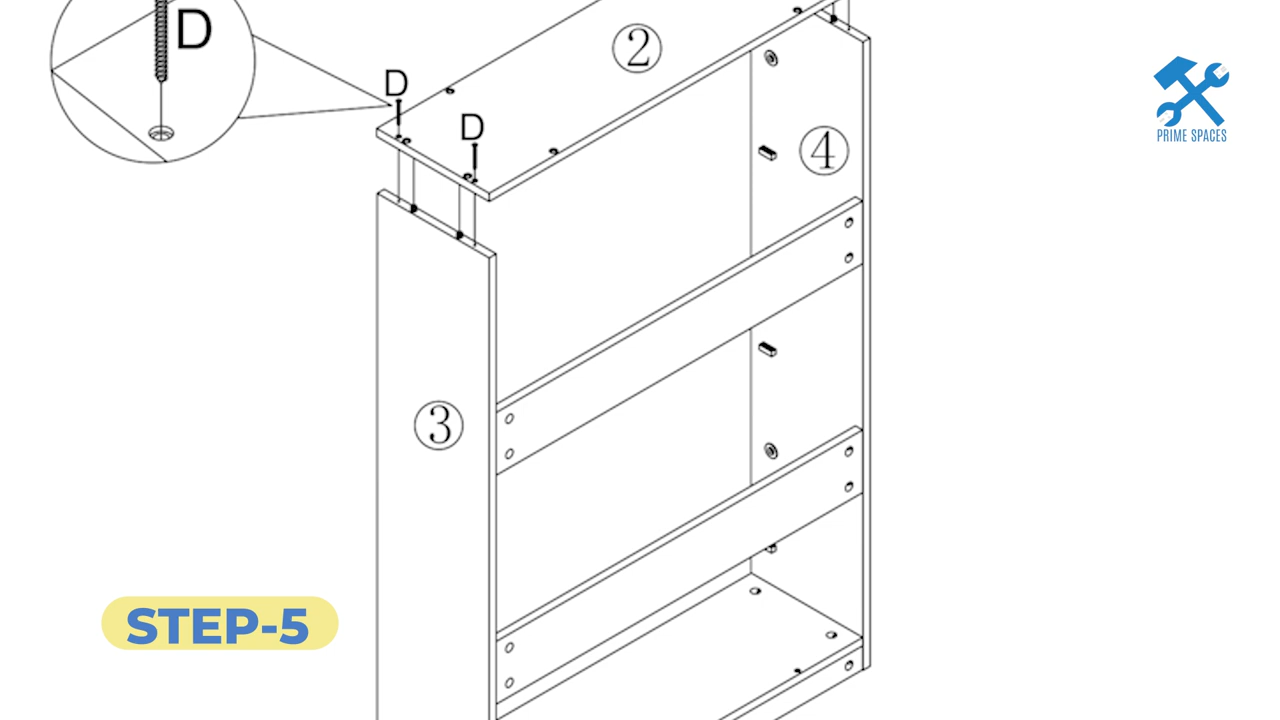 D
②
D
D
④
③
PRIME SPACES
STEP-5